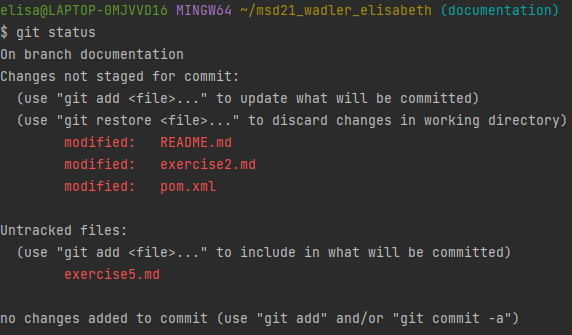 elisa@LAPTOP-0MJVVD16 MINGW64 ~/msd21_wadler_elisabeth (documentation)
$ git status
On branch documentation
Changes not staged for commit:
  (use "git add <file>..." to update what will be committed)
  (use "git restore <file>..." to discard changes in working directory)
        modified:   README.md
        modified:   exercise2.md
        modified:   pom.xml

Untracked files:
  (use "git add <file>..." to include in what will be committed)
        exercise5.md

no changes added to commit (use "git add" and/or "git commit -a")